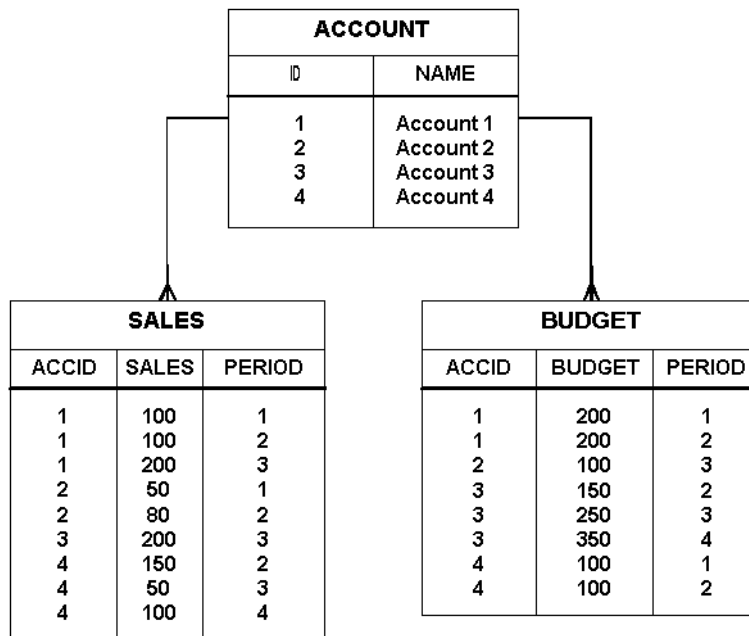 ACCOUNT
ID NAME
1 Account 1
2 Account 2
3 Account 3
4 Account 4
SALES
ACCID SALES PERIOD
1 100 1
1 100 2
1 200 3
2 50 1
2 80 2
3 200 3
4 150 2
4 50 3
4 100 4
BUDGET
ACCID BUDGET PERIOD
1 200 1
1 200 2
2 100 3
3 150 2
3 250 3
3 350 4
4 100 1
4 100 2